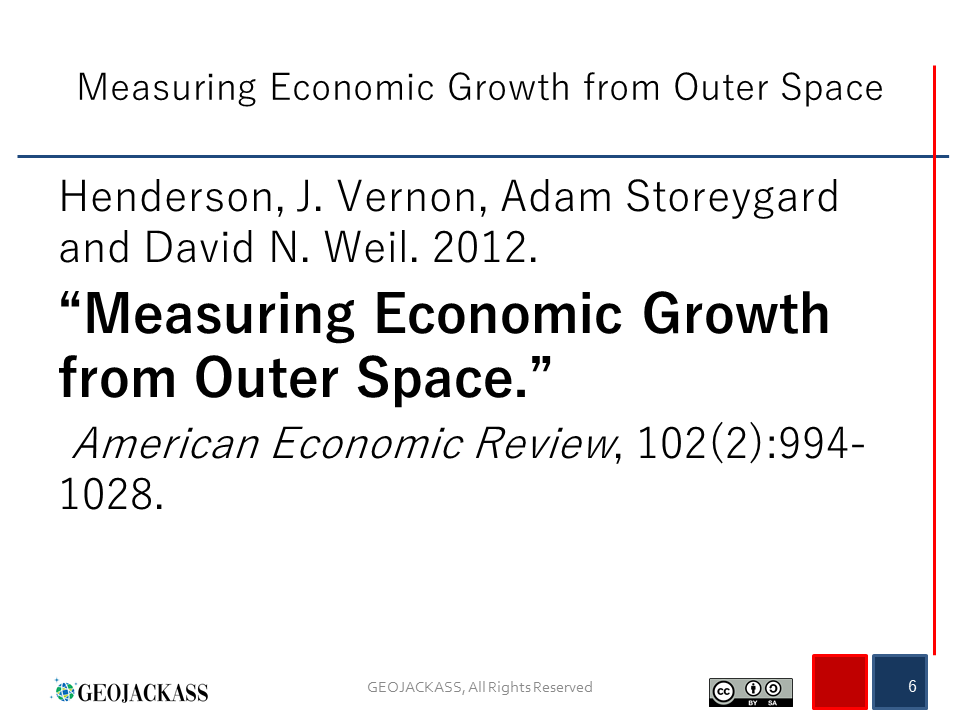 Measuring Economic Growth from Outer Space
Henderson, J. Vernon, Adam Storeygard
and David N. Weil. 2012.
“Measuring Economic Growth
from Outer Space.”
American Economic Review, 102(2):994-
1028.
GEOJACKASS
GEOJACKASS, All Rights Reserved
cc
BY SA
6